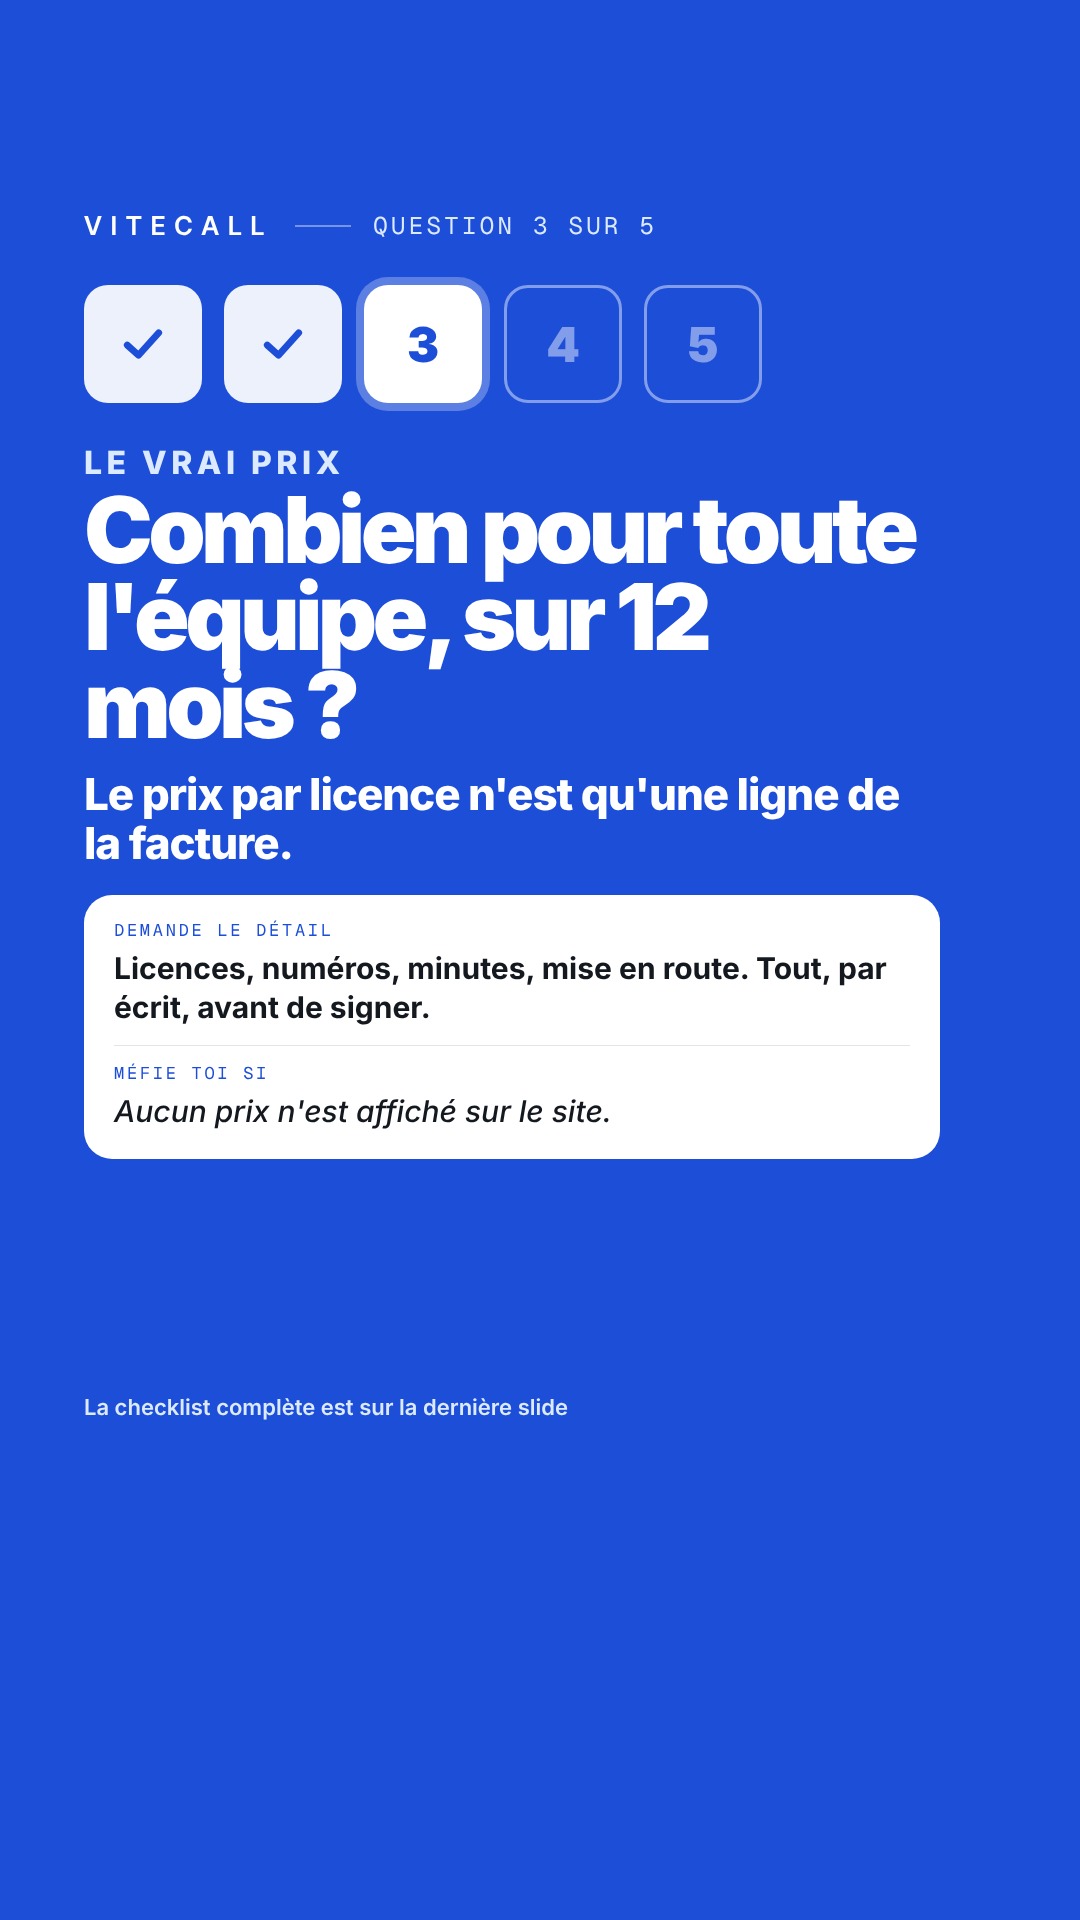 VITECALL — QUESTION 3 SUR 5
3 4 5
LE VRAI PRIX
Combien pour toute
l'équipe, sur 12
mois ?
Le prix par licence n'est qu'une ligne de
la facture.
DEMANDE LE DÉTAIL
Licences, numéros, minutes, mise en route. Tout, par
écrit, avant de signer.
MÉFIE TOI SI
Aucun prix n'est affiché sur le site.
La checklist complète est sur la dernière slide